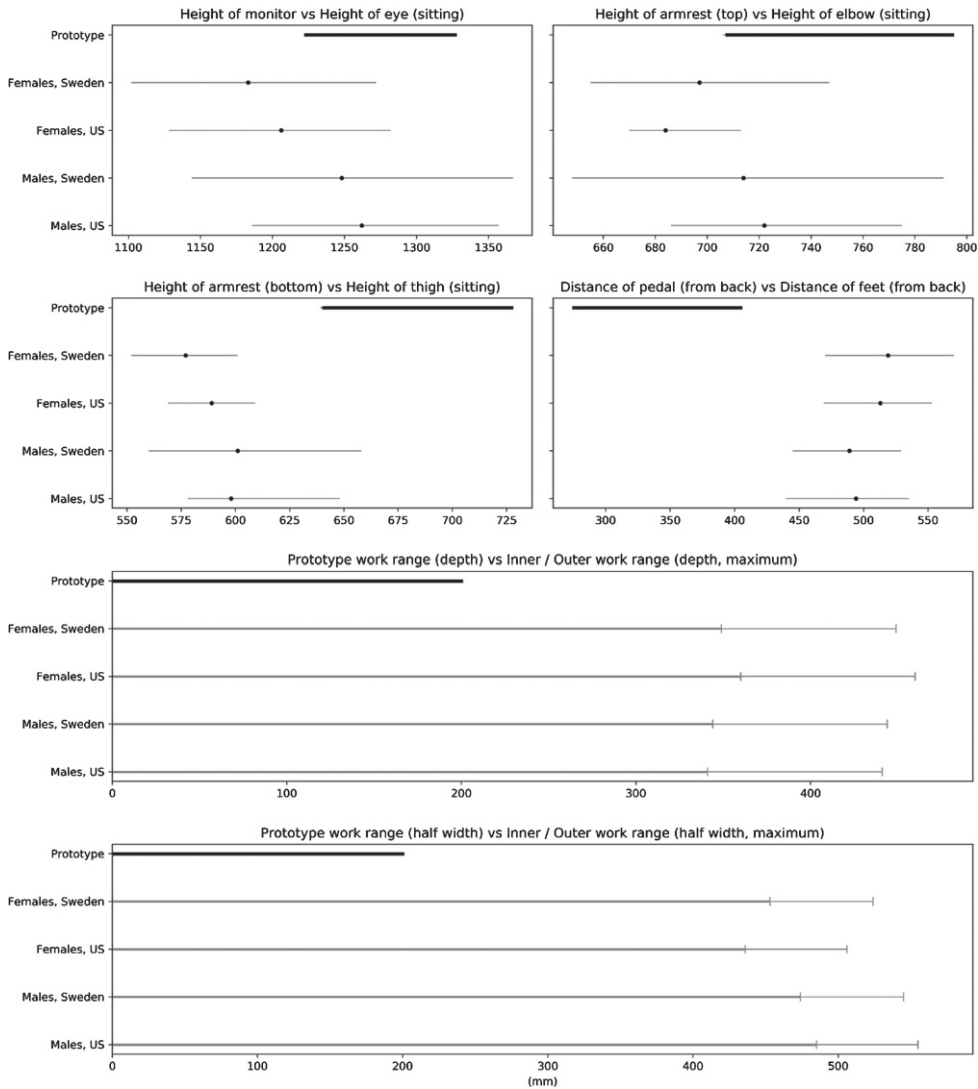 Height of monitor vs Height of eye (sitting)
Prototype
Females, Sweden
Females, US
Males, Sweden
Males, US
1100 1150 1200 1250 1300 1350
Height of armrest (top) vs Height of elbow (sitting)
660 680 700 720 740 760 780 800
Height of armrest (bottom) vs Height of thigh (sitting)
Prototype
Females, Sweden
Females, US
Males, Sweden
Males, US
550 575 600 625 650 675 700 725
Distance of pedal (from back) vs Distance of feet (from back)
300 350 400 450 500 550
Prototype work range (depth) vs Inner / Outer work range (depth, maximum)
Prototype
Females, Sweden
Females, US
Males, Sweden
Males, US
0 100 200 300 400
Prototype work range (half width) vs Inner / Outer work range (half width, maximum)
Prototype
Females, Sweden
Females, US
Males, Sweden
Males, US
0 100 200 300 400 500
(mm)